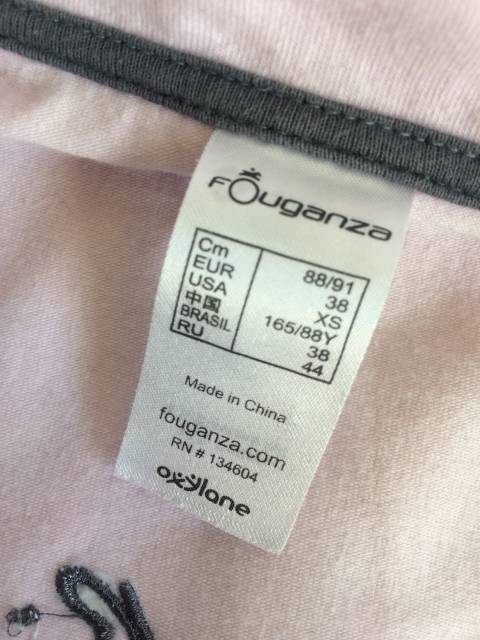 fOuganza
Cm 88/91
EUR 38
USA XS
中国 165/88Y
BRASIL 38
RU 44
Made in China
fouganza.com
RN # 134604
oxylane